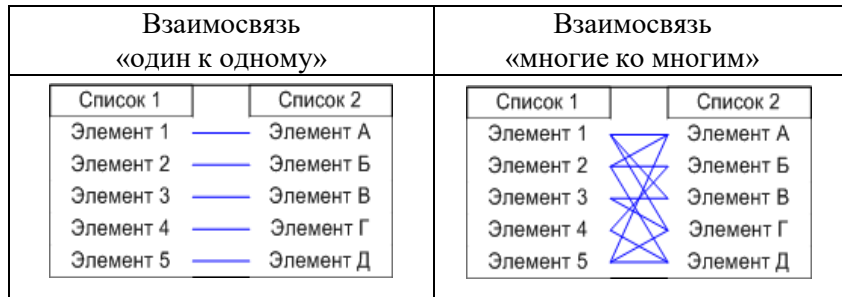 Взаимосвязь
«один к одному»
Взаимосвязь
«многие ко многим»
Список 1 Список 2
Элемент 1 Элемент А
Элемент 2 Элемент Б
Элемент 3 Элемент В
Элемент 4 Элемент Г
Элемент 5 Элемент Д
Список 1 Список 2
Элемент 1 Элемент А
Элемент 2 Элемент Б
Элемент 3 Элемент В
Элемент 4 Элемент Г
Элемент 5 Элемент Д